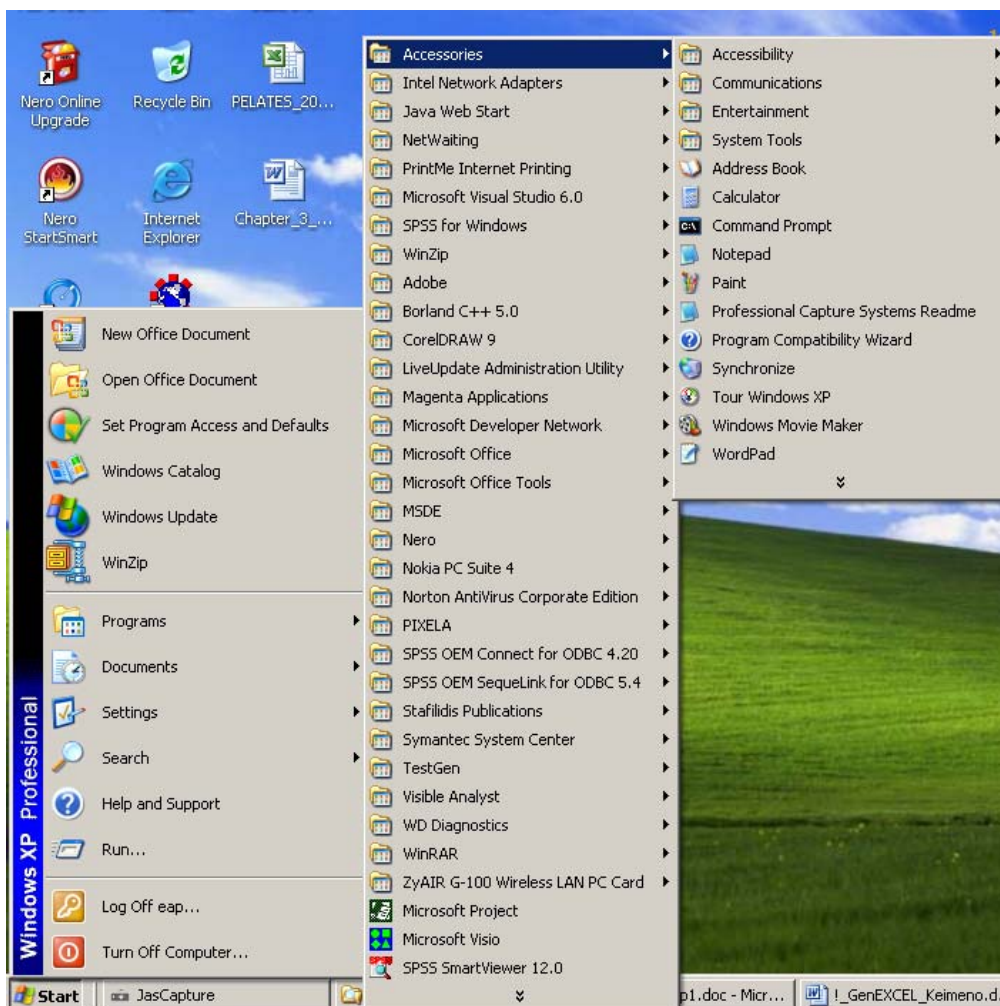 Nero Online
Upgrade
Recycle Bin
PELATES_20...
Nero
StartSmart
Internet
Explorer
Chapter_3_...
New Office Document
Open Office Document
Set Program Access and Defaults
Windows Catalog
Windows Update
WinZip
Programs
Documents
Settings
Search
Help and Support
Run...
Log Off eap...
Turn Off Computer...
Windows XP Professional
Accessories
Intel Network Adapters
Java Web Start
NetWaiting
PrintMe Internet Printing
Microsoft Visual Studio 6.0
SPSS for Windows
WinZip
Adobe
Borland C++ 5.0
CorelDRAW 9
LiveUpdate Administration Utility
Magenta Applications
Microsoft Developer Network
Microsoft Office
Microsoft Office Tools
MSDE
Nero
Nokia PC Suite 4
Norton AntiVirus Corporate Edition
PIXELA
SPSS OEM Connect for ODBC 4.20
SPSS OEM SequeLink for ODBC 5.4
Stafilidis Publications
Symantec System Center
TestGen
Visible Analyst
WD Diagnostics
WinRAR
ZyAIR G-100 Wireless LAN PC Card
Microsoft Project
Microsoft Visio
SPSS SmartViewer 12.0
Accessibility
Communications
Entertainment
System Tools
Address Book
Calculator
Command Prompt
Notepad
Paint
Professional Capture Systems Readme
Program Compatibility Wizard
Synchronize
Tour Windows XP
Windows Movie Maker
WordPad
Start
JasCapture
p1.doc - Micr...
!_GenEXCEL_Keimeno.d